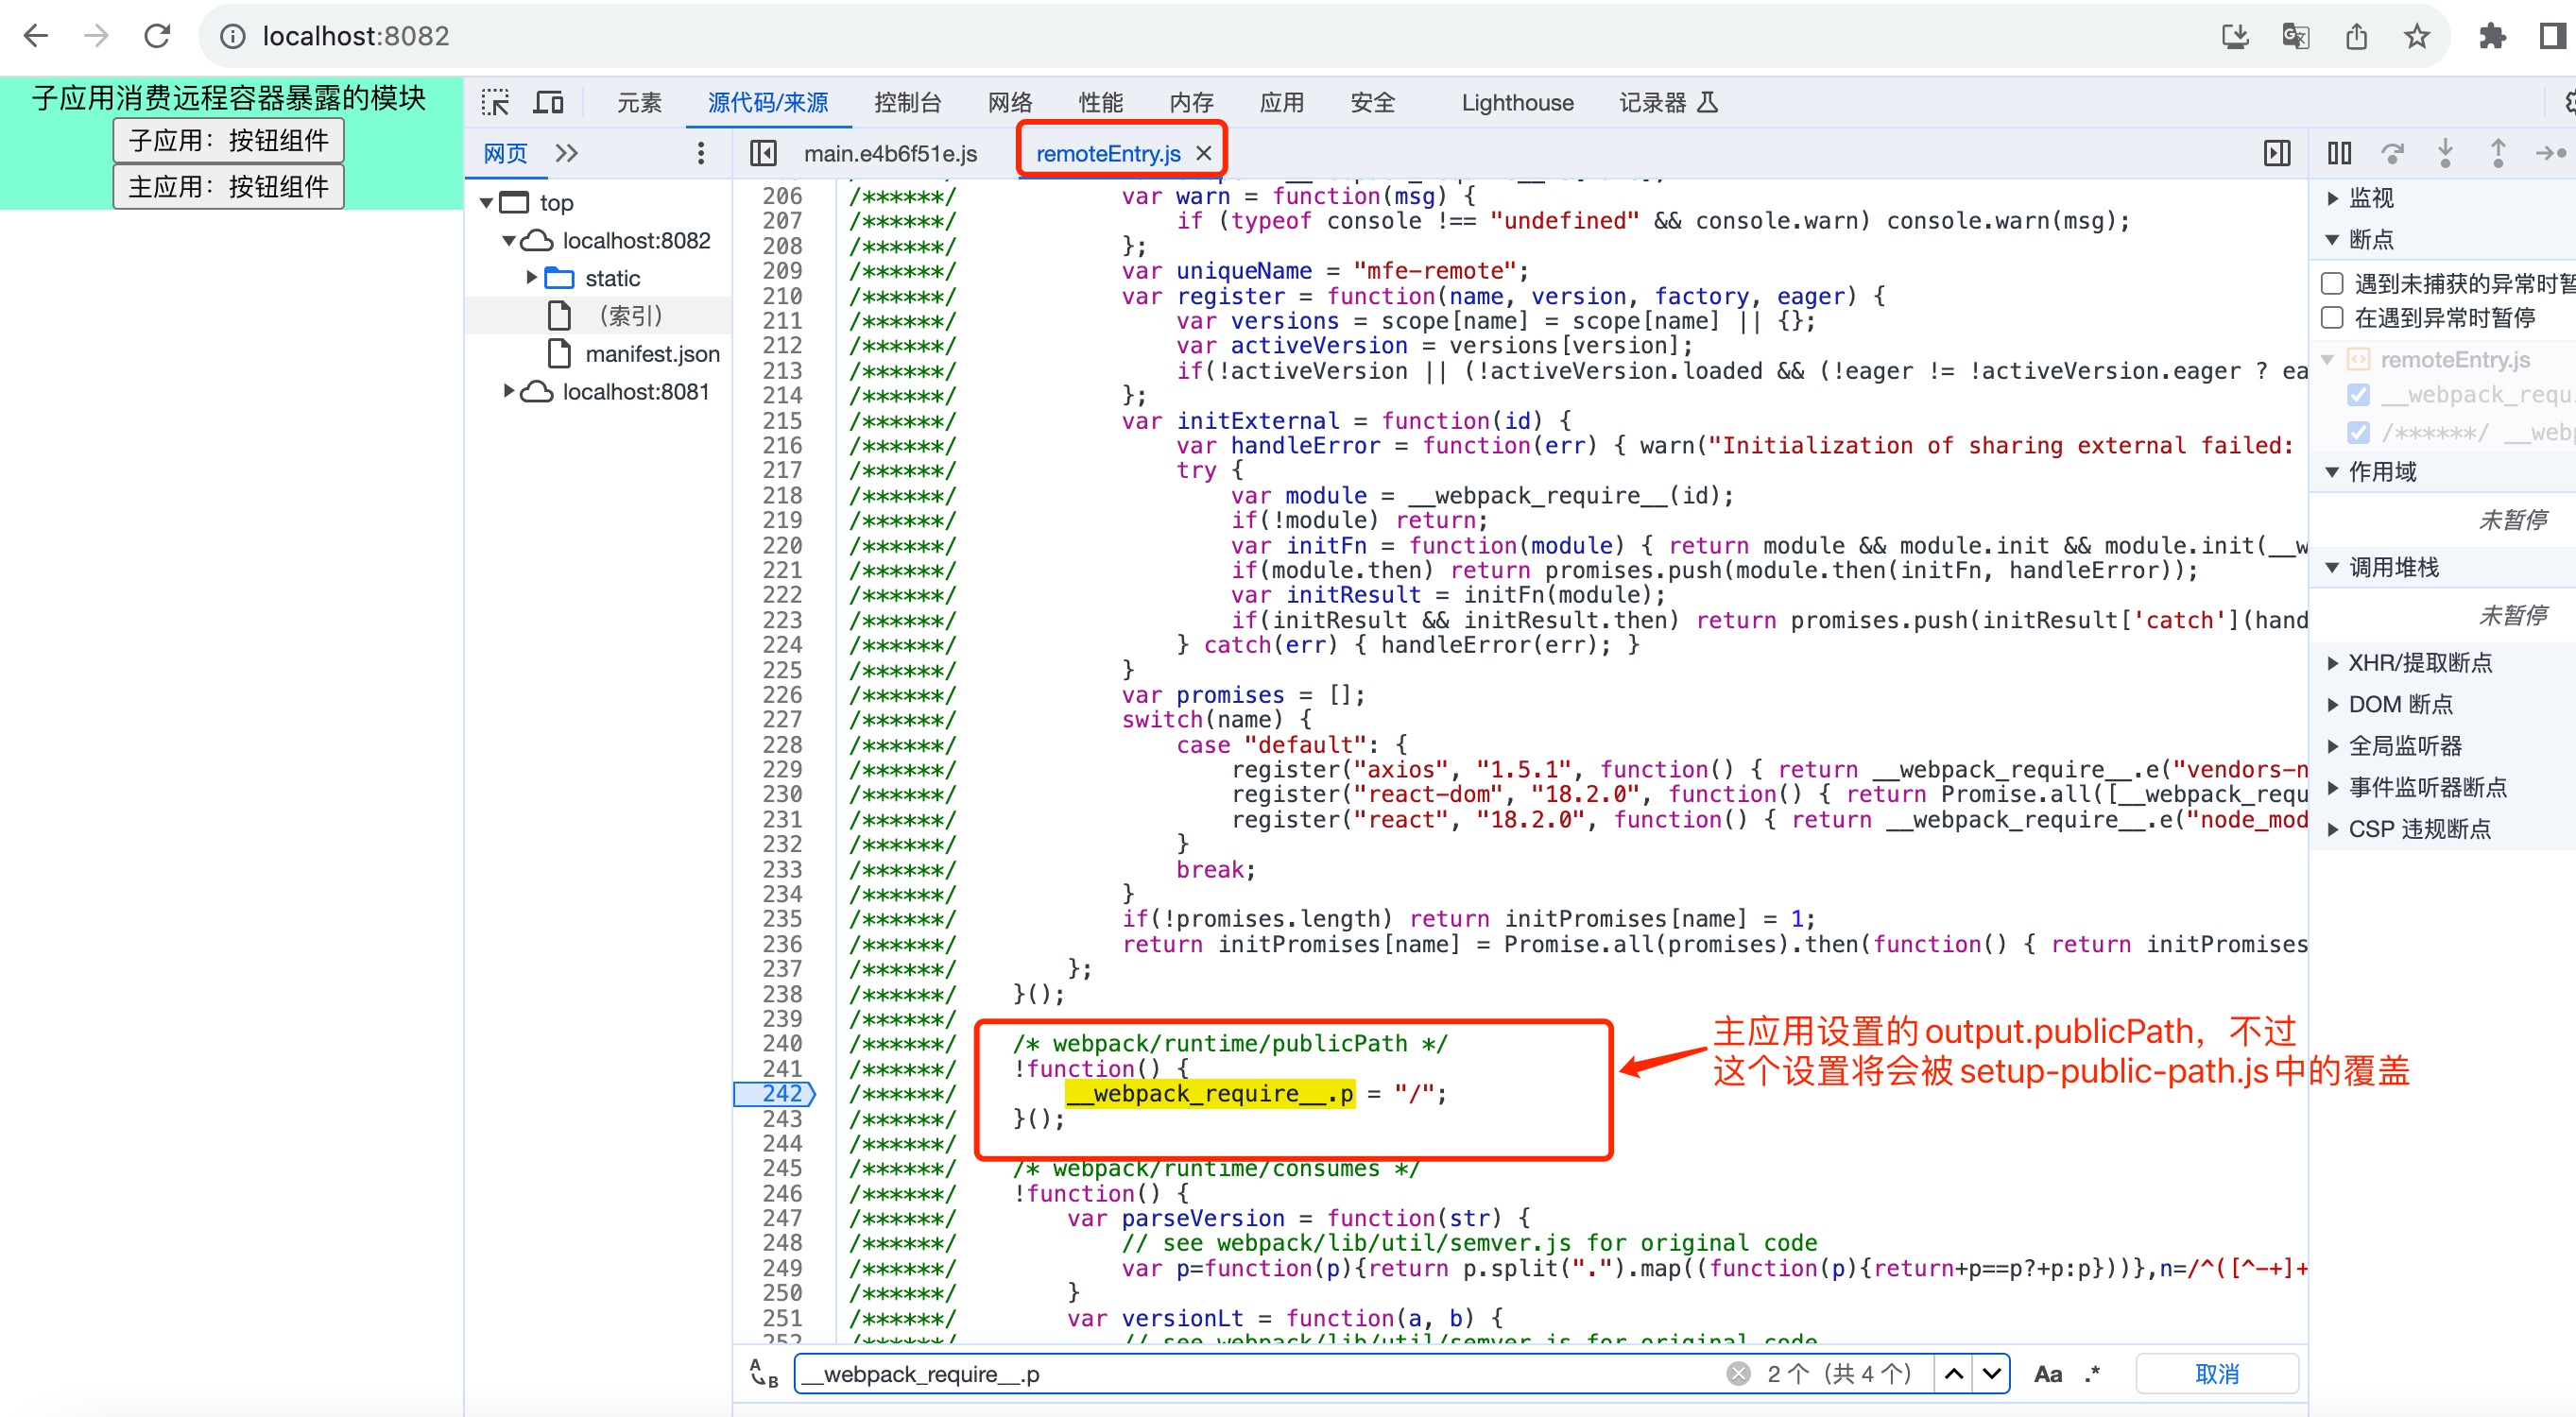 localhost:8082
子应用消费远程容器暴露的模块
子应用：按钮组件
主应用：按钮组件
元素 源代码/来源 控制台 网络 性能 内存 应用 安全 Lighthouse 记录器
网页
main.e4b6f51e.js remoteEntry.js ×
top
localhost:8082
static
（索引）
manifest.json
localhost:8081
206 /******/ var warn = function(msg) {
207 /******/ if (typeof console !== "undefined" && console.warn) console.warn(msg);
208 /******/ };
209 /******/ var uniqueName = "mfe-remote";
210 /******/ var register = function(name, version, factory, eager) {
211 /******/ var versions = scope[name] = scope[name] || {};
212 /******/ var activeVersion = versions[version];
213 /******/ if(!activeVersion || (!activeVersion.loaded && (!eager != !activeVersion.eager ? ea
214 /******/ };
215 /******/ var initExternal = function(id) {
216 /******/ var handleError = function(err) { warn("Initialization of sharing external failed:
217 /******/ try {
218 /******/ var module = __webpack_require__(id);
219 /******/ if(!module) return;
220 /******/ var initFn = function(module) { return module && module.init && module.init(__w
221 /******/ if(module.then) return promises.push(module.then(initFn, handleError));
222 /******/ var initResult = initFn(module);
223 /******/ if(initResult && initResult.then) return promises.push(initResult['catch'](hand
224 /******/ } catch(err) { handleError(err); }
225 /******/ }
226 /******/ var promises = [];
227 /******/ switch(name) {
228 /******/ case "default": {
229 /******/ register("axios", "1.5.1", function() { return __webpack_require__.e("vendors-n
230 /******/ register("react-dom", "18.2.0", function() { return Promise.all([__webpack_requ
231 /******/ register("react", "18.2.0", function() { return __webpack_require__.e("node_mod
232 /******/ }
233 /******/ break;
234 /******/ }
235 /******/ if(!promises.length) return initPromises[name] = 1;
236 /******/ return initPromises[name] = Promise.all(promises).then(function() { return initPromises
237 /******/ };
238 /******/ }();
239 /******/
240 /******/ /* webpack/runtime/publicPath */
241 /******/ !function() {
242 /******/ __webpack_require__.p = "/";
243 /******/ }();
244 /******/
245 /******/ /* webpack/runtime/consumes */
246 /******/ !function() {
247 /******/ var parseVersion = function(str) {
248 /******/ // see webpack/lib/util/semver.js for original code
249 /******/ var p=function(p){return p.split(".").map((function(p){return+p==p?+p:p}))},n=/^([^-+]+
250 /******/ }
251 /******/ var versionLt = function(a, b) {
252 /******/ // see webpack/lib/util/semver.js for original code
主应用设置的 output.publicPath，不过
这个设置将会被 setup-public-path.js 中的覆盖
__webpack_require__.p 2 个（共 4 个） Aa .* 取消
监视
断点
遇到未捕获的异常时暂
在遇到异常时暂停
remoteEntry.js
__webpack_requ
/******/ __web
作用域
未暂停
调用堆栈
未暂停
XHR/提取断点
DOM 断点
全局监听器
事件监听器断点
CSP 违规断点